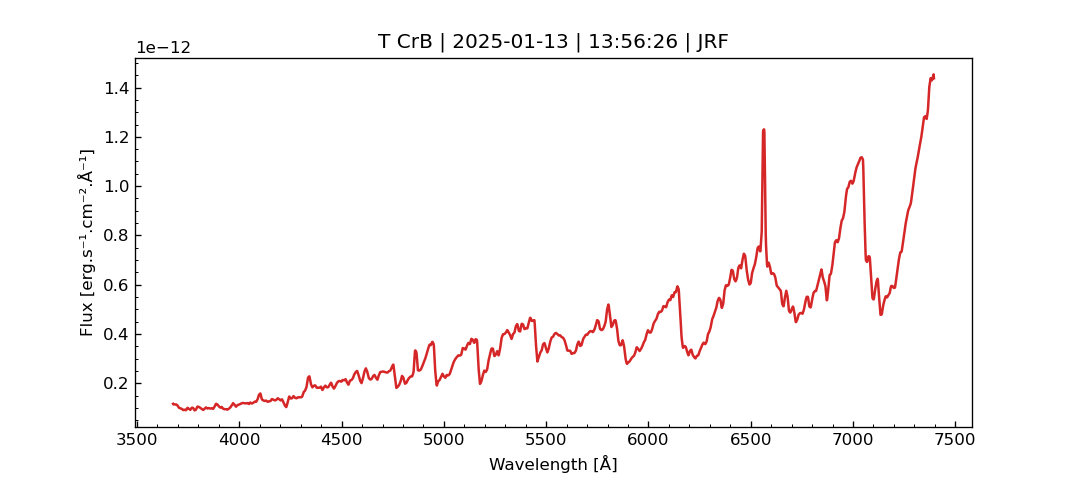 T CrB | 2025-01-13 | 13:56:26 | JRF
1e−12
1.4
1.2
1.0
0.8
0.6
0.4
0.2
Flux [erg.s⁻¹.cm⁻².Å⁻¹]
3500 4000 4500 5000 5500 6000 6500 7000 7500
Wavelength [Å]